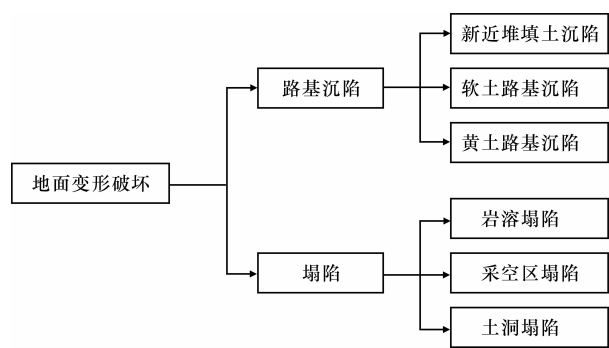 新近堆填土沉陷
路基沉陷
软土路基沉陷
黄土路基沉陷
地面变形破坏
岩溶塌陷
塌陷
采空区塌陷
土洞塌陷